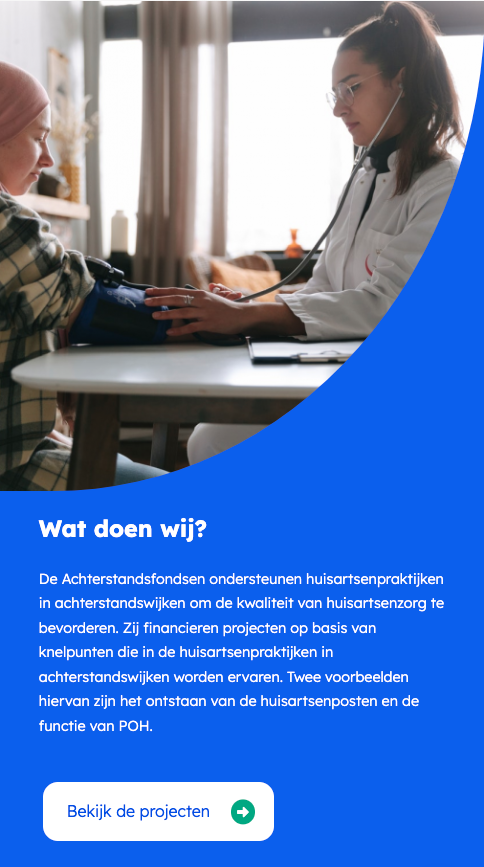 Wat doen wij?
De Achterstandsfondsen ondersteunen huisartsenpraktijken
in achterstandswijken om de kwaliteit van huisartsenzorg te
bevorderen. Zij financieren projecten op basis van
knelpunten die in de huisartsenpraktijken in
achterstandswijken worden ervaren. Twee voorbeelden
hiervan zijn het ontstaan van de huisartsenposten en de
functie van POH.
Bekijk de projecten